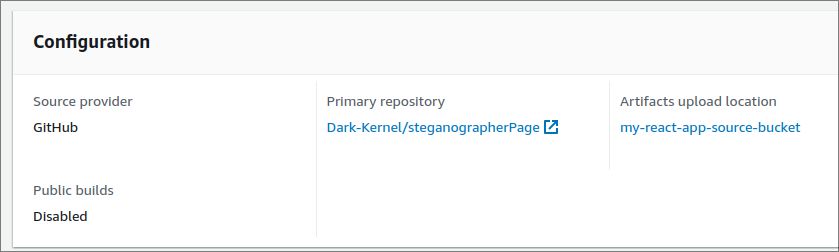 Configuration
Source provider
GitHub
Primary repository
Dark-Kernel/steganographerPage
Artifacts upload location
my-react-app-source-bucket
Public builds
Disabled